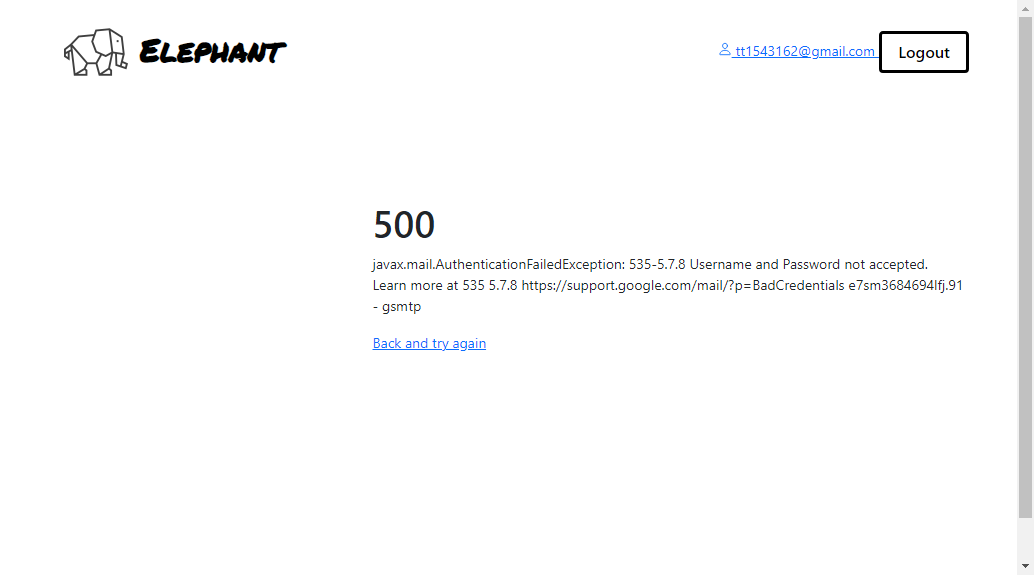 ELEPHANT
tt1543162@gmail.com Logout
500
javax.mail.AuthenticationFailedException: 535-5.7.8 Username and Password not accepted.
Learn more at 535 5.7.8 https://support.google.com/mail/?p=BadCredentials e7sm3684694lfj.91
- gsmtp
Back and try again